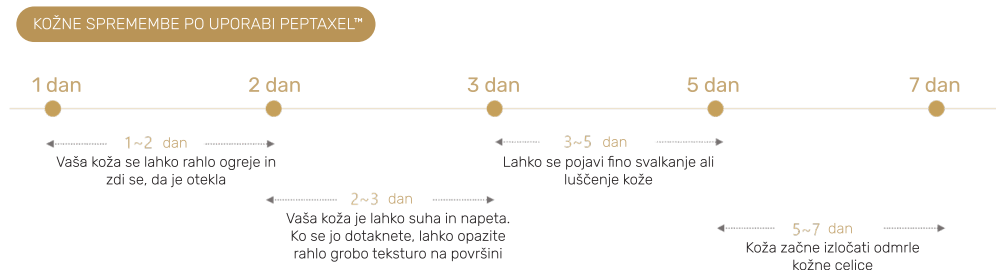 KOŽNE SPREMEMBE PO UPORABI PEPTAXEL™
1 dan
2 dan
3 dan
5 dan
7 dan
1~2 dan
Vaša koža se lahko rahlo ogreje in
zdi se, da je otekla
2~3 dan
Vaša koža je lahko suha in napeta.
Ko se jo dotaknete, lahko opazite
rahlo grobo teksturo na površini
3~5 dan
Lahko se pojavi fino svalkanje ali
luščenje kože
5~7 dan
Koža začne izločati odmrle
kožne celice